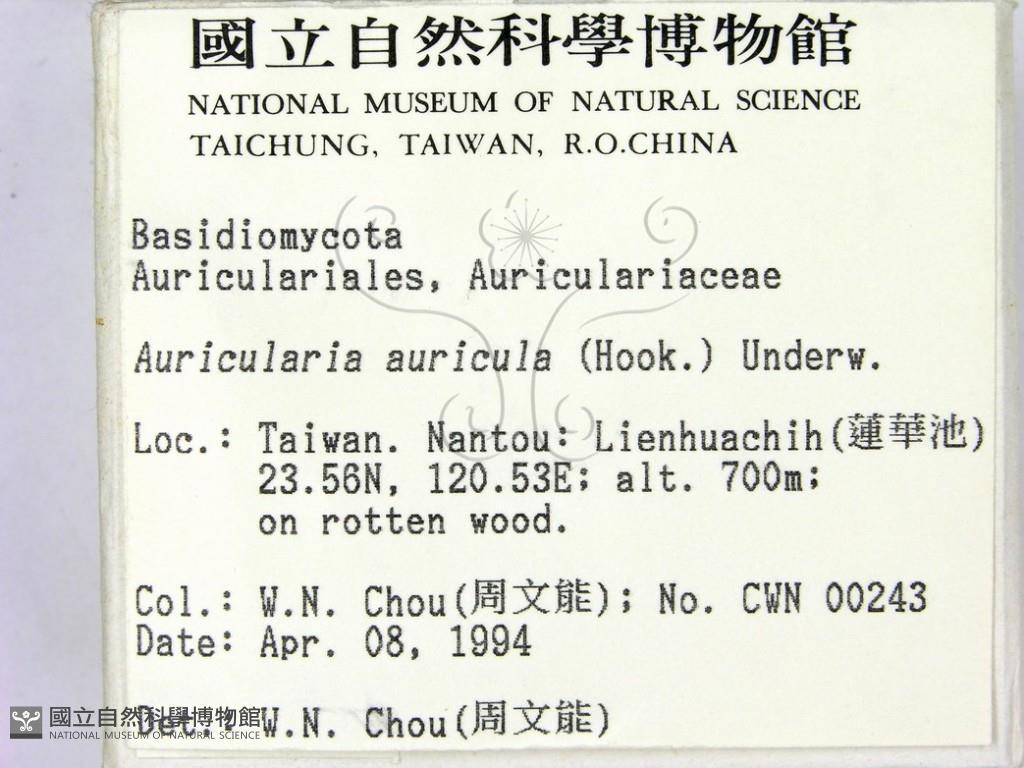 國立自然科學博物館
NATIONAL MUSEUM OF NATURAL SCIENCE
TAICHUNG, TAIWAN, R.O.CHINA
Basidiomycota
Auriculariales, Auriculariaceae
Auricularia auricula (Hook.) Underw.
Loc.: Taiwan. Nantou: Lienhuachih(蓮華池)
23.56N, 120.53E; alt. 700m;
on rotten wood.
Col.: W.N. Chou(周文能); No. CWN 00243
Date: Apr. 08, 1994
Det.: W.N. Chou(周文能)
國立自然科學博物館
NATIONAL MUSEUM OF NATURAL SCIENCE